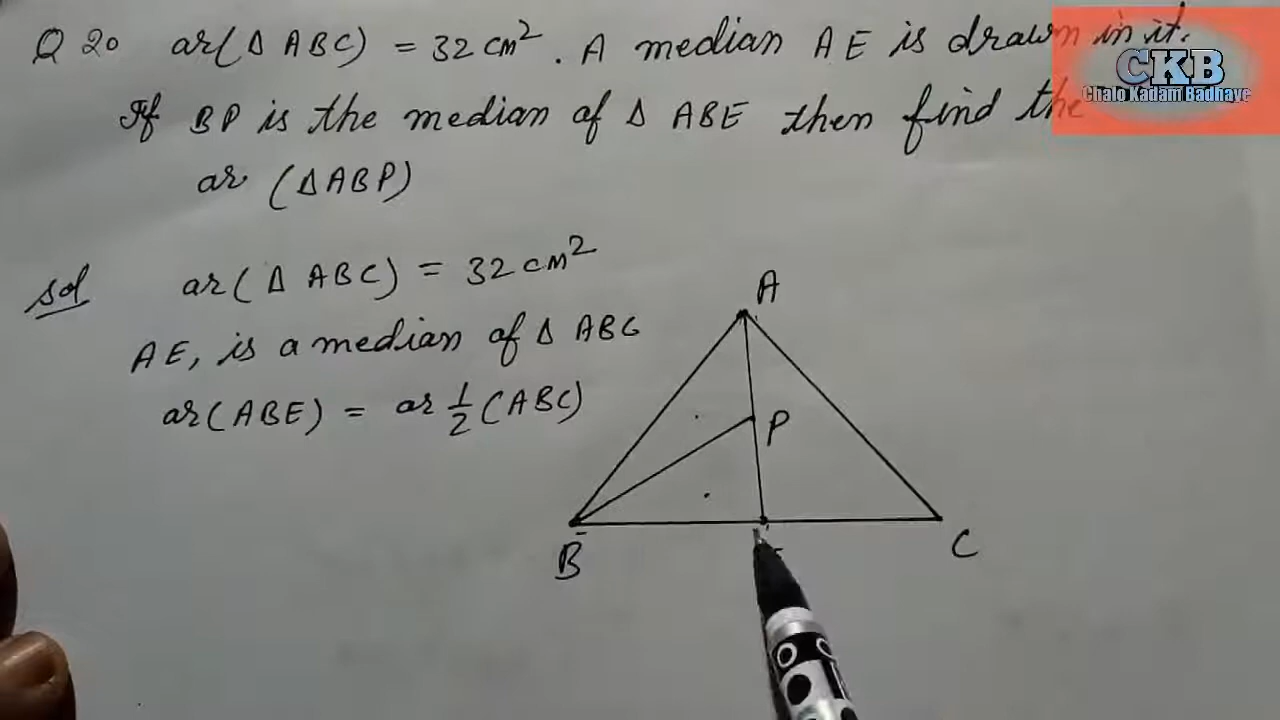 Q 20 ar(Δ ABC) = 32 cm². A median AE is drawn in it.
If BP is the median of Δ ABE then find the
ar (ΔABP)
CKB
Chalo Kadam Badhaye
sol ar(Δ ABC) = 32 cm²
AE, is a median of Δ ABC
ar(ABE) = ar 1/2 (ABC)
A
P
B
C